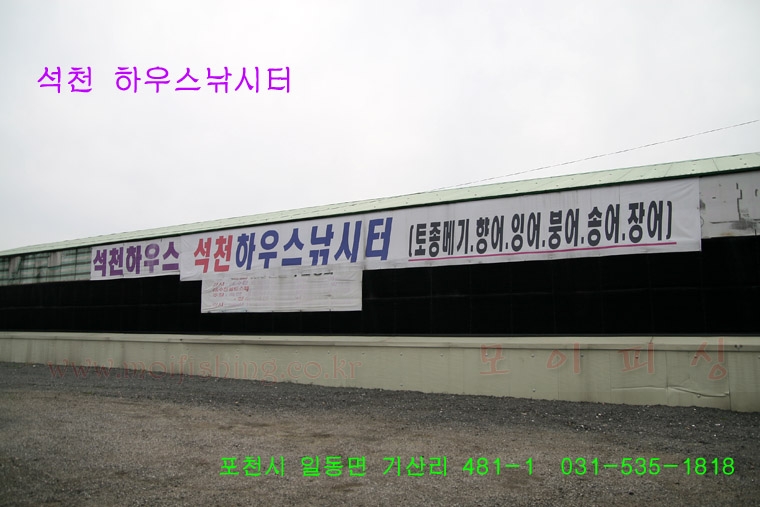 석천 하우스낚시터
석천하우스
석천하우스낚시터 (토종메기.향어.잉어.붕어.송어.장어)
www.moifishing.co.kr 모이피싱
포천시 일동면 기산리 481-1 031-535-1818